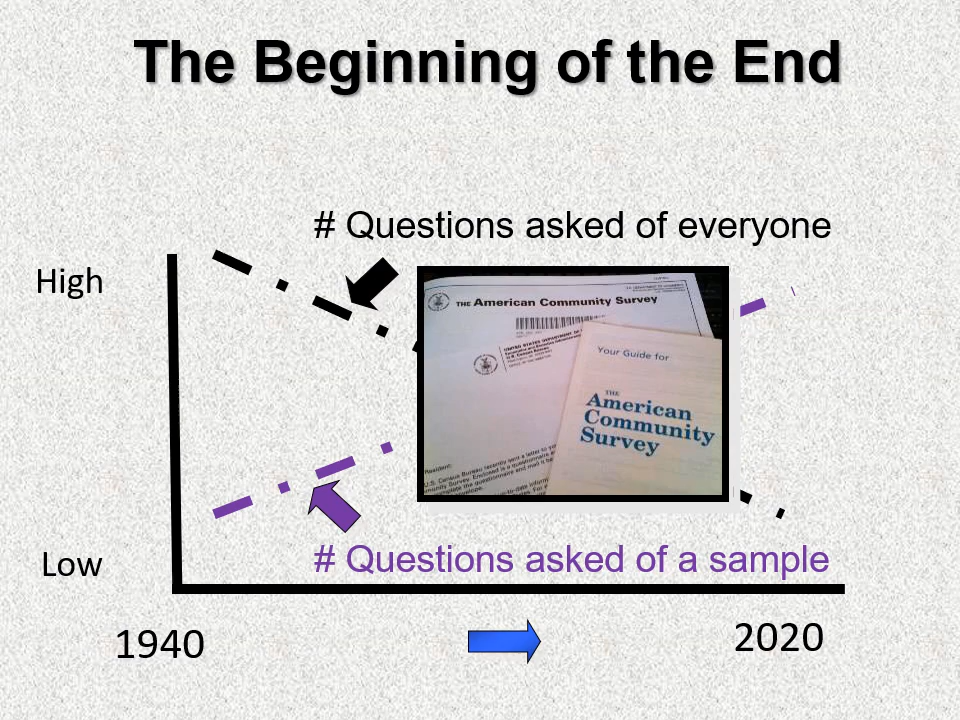 The Beginning of the End
# Questions asked of everyone
High
THE American Community Survey
Your Guide for
THE
American
Community
Survey
Resident:
Low
# Questions asked of a sample
1940
2020